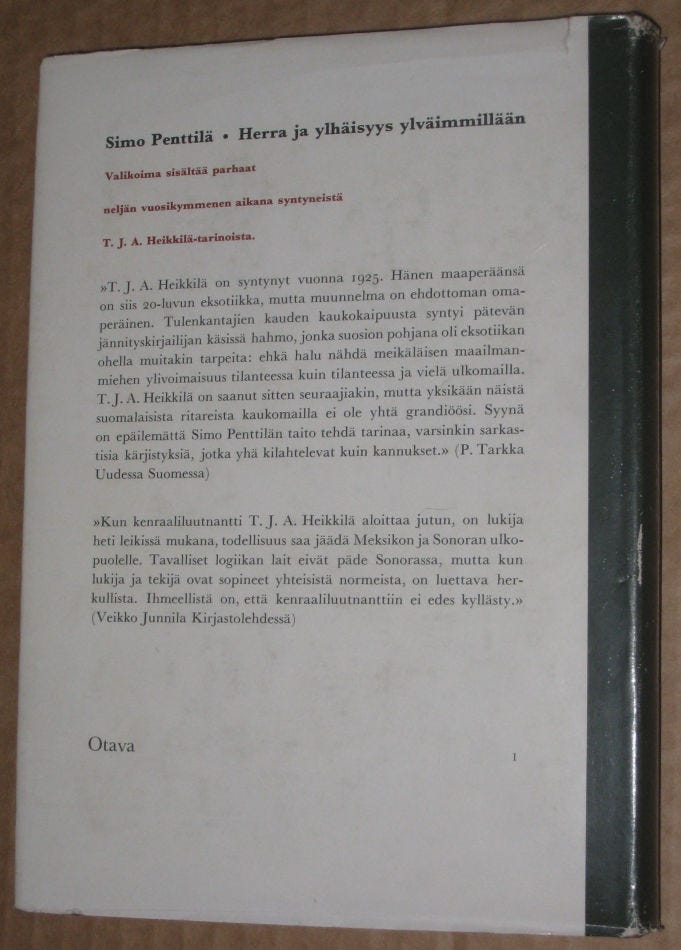 Simo Penttilä • Herra ja ylhäisyys ylväimmillään
Valikoima sisältää parhaat
neljän vuosikymmenen aikana syntyneistä
T. J. A. Heikkilä-tarinoista.
»T. J. A. Heikkilä on syntynyt vuonna 1925. Hänen maaperäänsä
on siis 20-luvun eksotiikka, mutta muunnelma on ehdottoman oma-
peräinen. Tulenkantajien kauden kaukokaipuusta syntyi pätevän
jännityskirjailijan käsissä hahmo, jonka suosion pohjana oli eksotiikan
ohella muitakin tarpeita: ehkä halu nähdä meikäläisen maailman-
miehen ylivoimaisuus tilanteessa kuin tilanteessa ja vielä ulkomailla.
T. J. A. Heikkilä on saanut sitten seuraajiakin, mutta yksikään näistä
suomalaisista ritareista kaukomailla ei ole yhtä grandiöösi. Syynä
on epäilemättä Simo Penttilän taito tehdä tarinaa, varsinkin sarkas-
tisia kärjistyksiä, jotka yhä kilahtelevat kuin kannukset.» (P. Tarkka
Uudessa Suomessa)
»Kun kenraaliluutnantti T. J. A. Heikkilä aloittaa jutun, on lukija
heti leikissä mukana, todellisuus saa jäädä Meksikon ja Sonoran ulko-
puolelle. Tavalliset logiikan lait eivät päde Sonorassa, mutta kun
lukija ja tekijä ovat sopineet yhteisistä normeista, on luettava her-
kullista. Ihmeellistä on, että kenraaliluutnanttiin ei edes kyllästy.»
(Veikko Junnila Kirjastolehdessä)
Otava
1